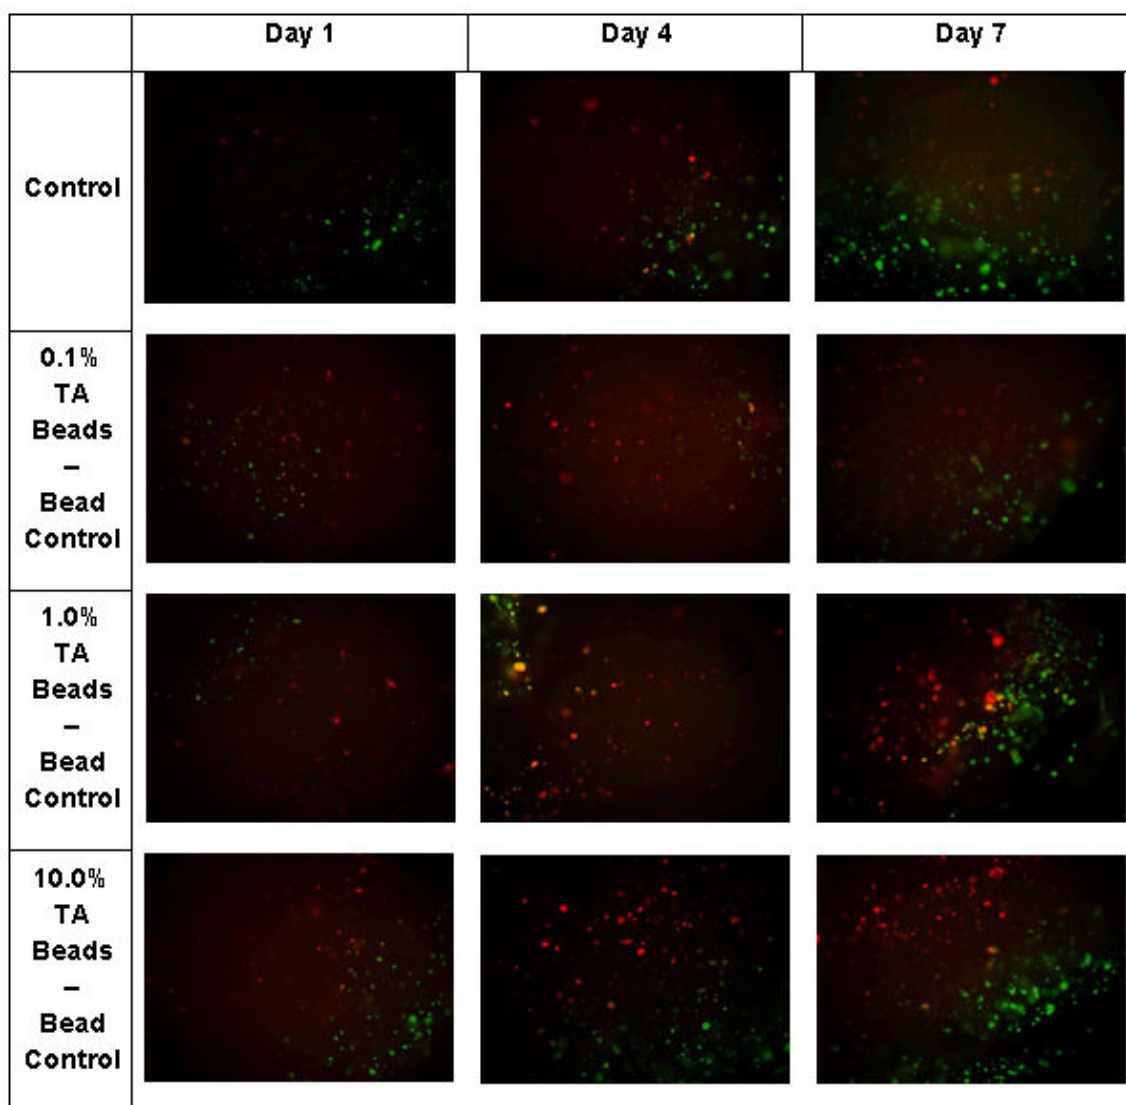 Day 1
Day 4
Day 7
Control
0.1%
TA
Beads
–
Bead
Control
1.0%
TA
Beads
–
Bead
Control
10.0%
TA
Beads
–
Bead
Control